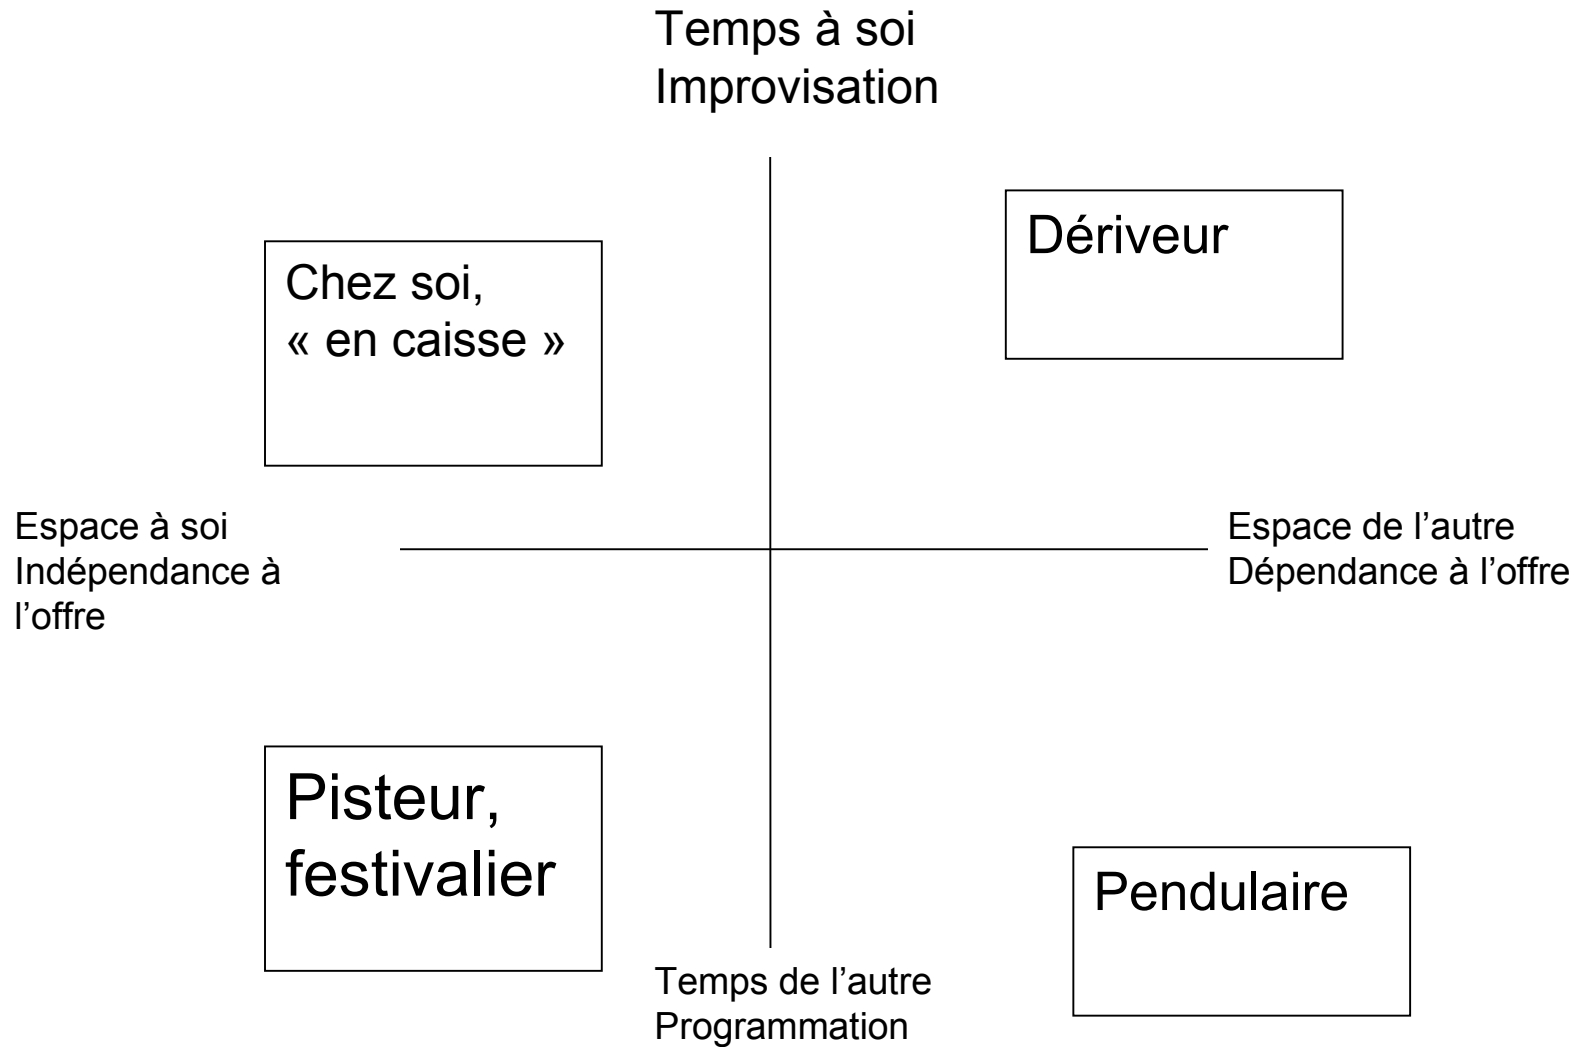 Temps à soi
Improvisation
Dériveur
Chez soi,
« en caisse »
Espace à soi
Indépendance à
l’offre
Espace de l’autre
Dépendance à l’offre
Pisteur,
festivalier
Pendulaire
Temps de l’autre
Programmation